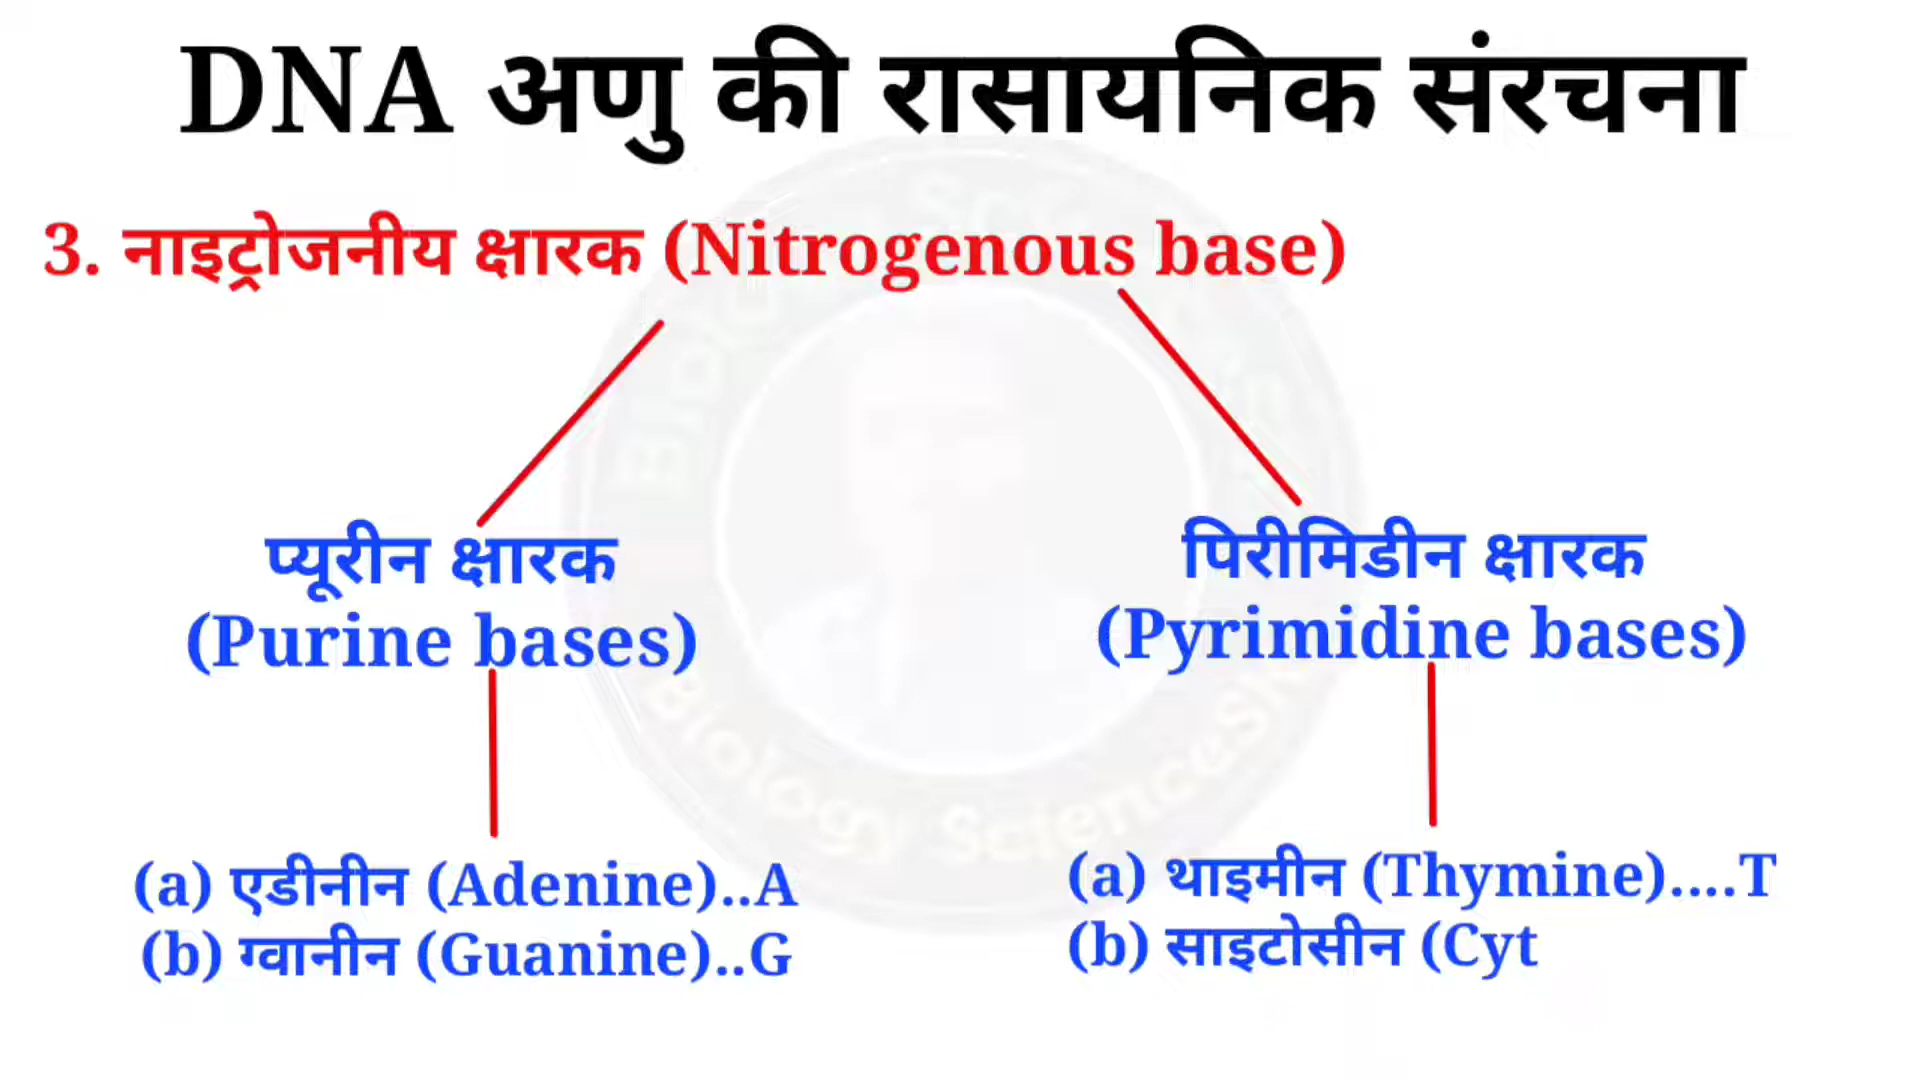 DNA अणु की रासायनिक संरचना
3. नाइट्रोजनीय क्षारक (Nitrogenous base)
प्यूरीन क्षारक
(Purine bases)
पिरीमिडीन क्षारक
(Pyrimidine bases)
(a) एडीनीन (Adenine)..A
(b) ग्वानीन (Guanine)..G
(a) थाइमीन (Thymine)....T
(b) साइटोसीन (Cyt